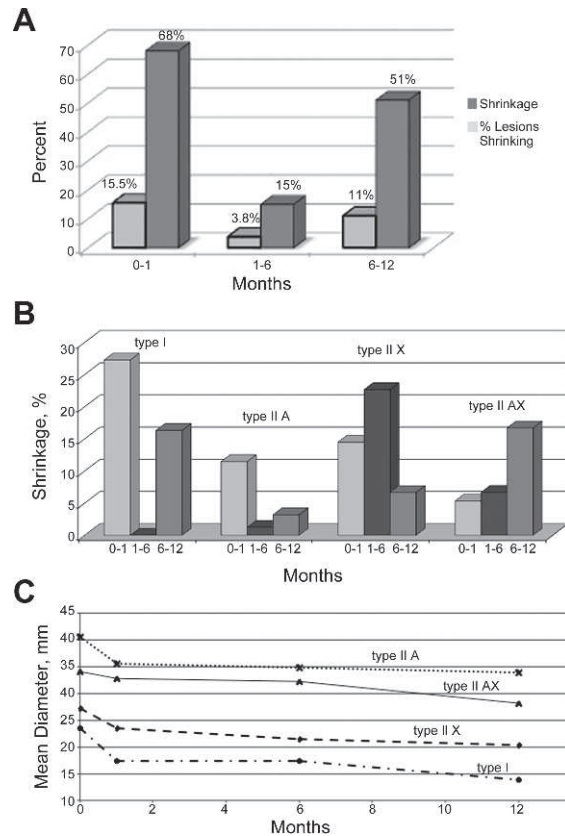 A
70
60
50
40
30
20
10
0
Percent
68%
15.5%
3.8%
15%
11%
51%
Shrinkage
% Lesions
Shrinking
0-1 1-6 6-12
Months
B
30
25
20
15
10
5
0
Shrinkage, %
type I
type II A
type II X
type II AX
0-1 1-6 6-12 0-1 1-6 6-12 0-1 1-6 6-12 0-1 1-6 6-12
Months
C
45
40
35
30
25
20
15
10
Mean Diameter, mm
type II A
type II AX
type II X
type I
0 2 4 6 8 10 12
Months